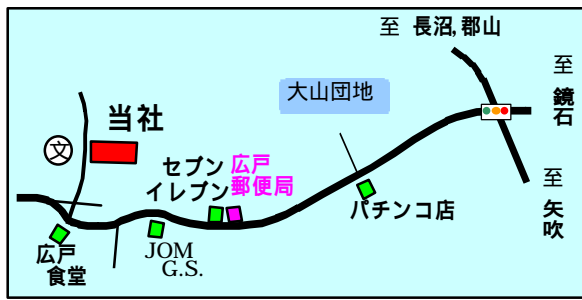 至 長沼,郡山
至 鏡石
大山団地
当社
文
セブン
イレブン
広戸
郵便局
パチンコ店
至 矢吹
広戸
食堂
JOM
G.S.